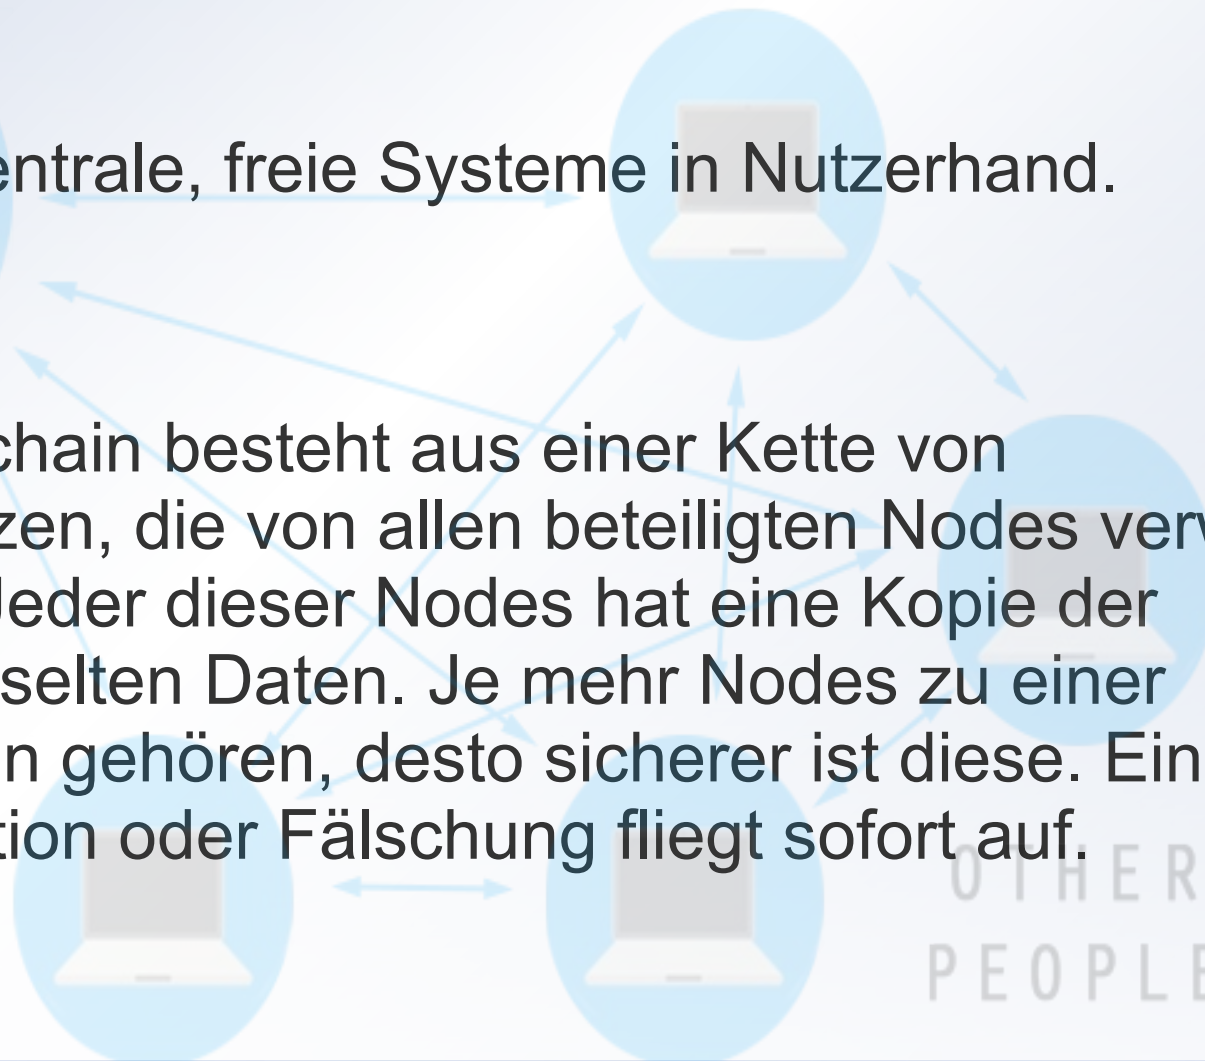 entrale, freie Systeme in Nutzerhand.
chain besteht aus einer Kette von
zen, die von allen beteiligten Nodes verw
Jeder dieser Nodes hat eine Kopie der
selten Daten. Je mehr Nodes zu einer
n gehören, desto sicherer ist diese. Ein
tion oder Fälschung fliegt sofort auf.
OTHER
PEOPLE